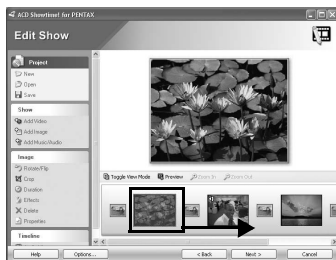 ACD Showtime! for PENTAX
Edit Show
Project
New
Open
Save
Show
Add Video
Add Image
Add Music/Audio
Image
Rotate/Flip
Crop
Duration
Effects
Delete
Properties
Timeline
Toggle View Mode Preview Zoom In Zoom Out
Help Options... < Back Next > Cancel